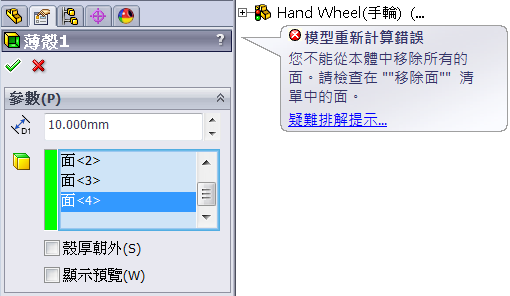 薄殼1
?
參數(P)
D1
10.000mm
面<2>
面<3>
面<4>
殼厚朝外(S)
顯示預覽(W)
Hand Wheel(手輪) (...
模型重新計算錯誤
您不能從本體中移除所有的
面。請檢查在 ""移除面"" 清
單中的面。
疑難排解提示...